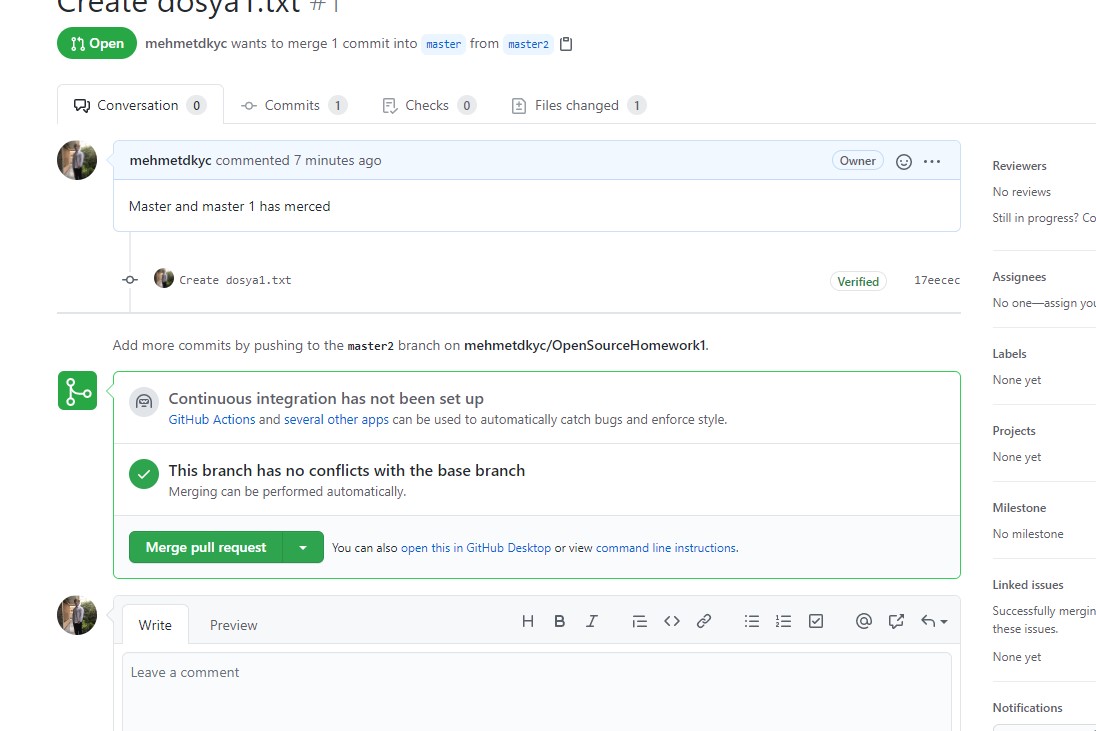 Create dosya1.txt #1
Open mehmetdkyc wants to merge 1 commit into master from master2
Conversation 0 Commits 1 Checks 0 Files changed 1
mehmetdkyc commented 7 minutes ago Owner
Master and master 1 has merced
Create dosya1.txt Verified 17eecec
Add more commits by pushing to the master2 branch on mehmetdkyc/OpenSourceHomework1.
Continuous integration has not been set up
GitHub Actions and several other apps can be used to automatically catch bugs and enforce style.
This branch has no conflicts with the base branch
Merging can be performed automatically.
Merge pull request You can also open this in GitHub Desktop or view command line instructions.
Write Preview
Leave a comment
Reviewers
No reviews
Still in progress? Co
Assignees
No one—assign you
Labels
None yet
Projects
None yet
Milestone
No milestone
Linked issues
Successfully mergin
these issues.
None yet
Notifications